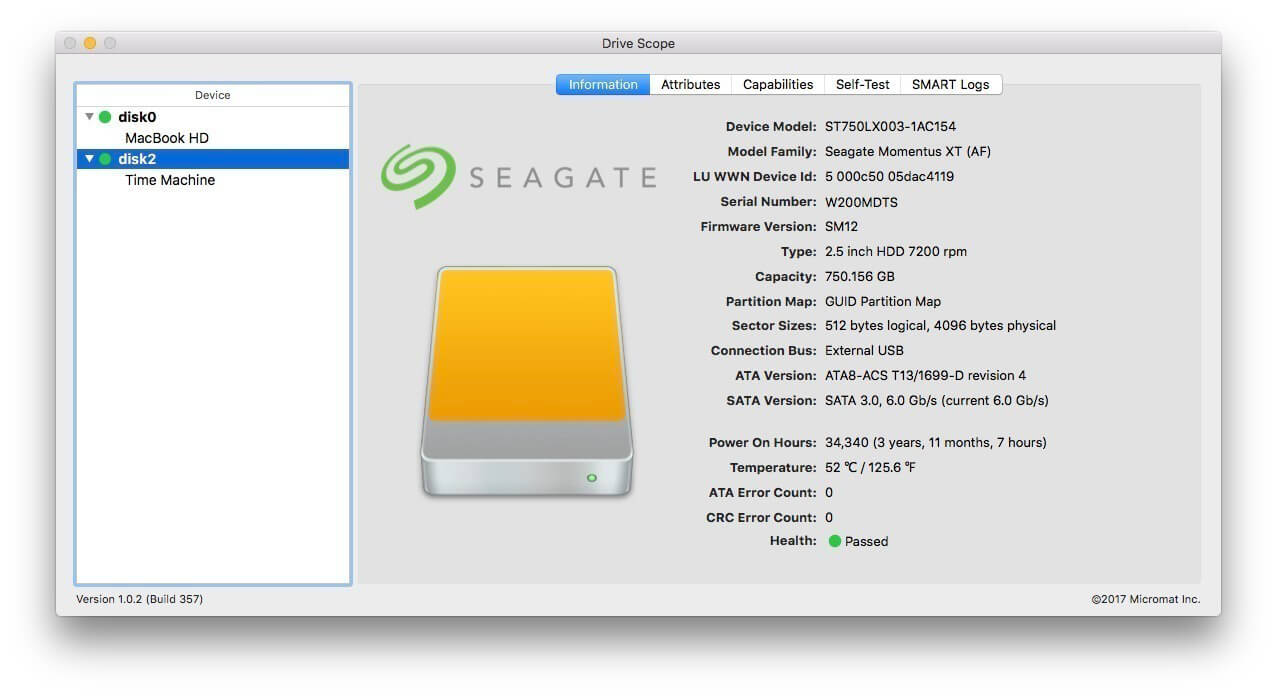 Drive Scope
Device
disk0
MacBook HD
disk2
Time Machine
Information Attributes Capabilities Self-Test SMART Logs
SEAGATE
Device Model: ST750LX003-1AC154
Model Family: Seagate Momentus XT (AF)
LU WWN Device Id: 5 000c50 05dac4119
Serial Number: W200MDTS
Firmware Version: SM12
Type: 2.5 inch HDD 7200 rpm
Capacity: 750.156 GB
Partition Map: GUID Partition Map
Sector Sizes: 512 bytes logical, 4096 bytes physical
Connection Bus: External USB
ATA Version: ATA8-ACS T13/1699-D revision 4
SATA Version: SATA 3.0, 6.0 Gb/s (current 6.0 Gb/s)
Power On Hours: 34,340 (3 years, 11 months, 7 hours)
Temperature: 52 ℃ / 125.6 ℉
ATA Error Count: 0
CRC Error Count: 0
Health: Passed
Version 1.0.2 (Build 357)
©2017 Micromat Inc.